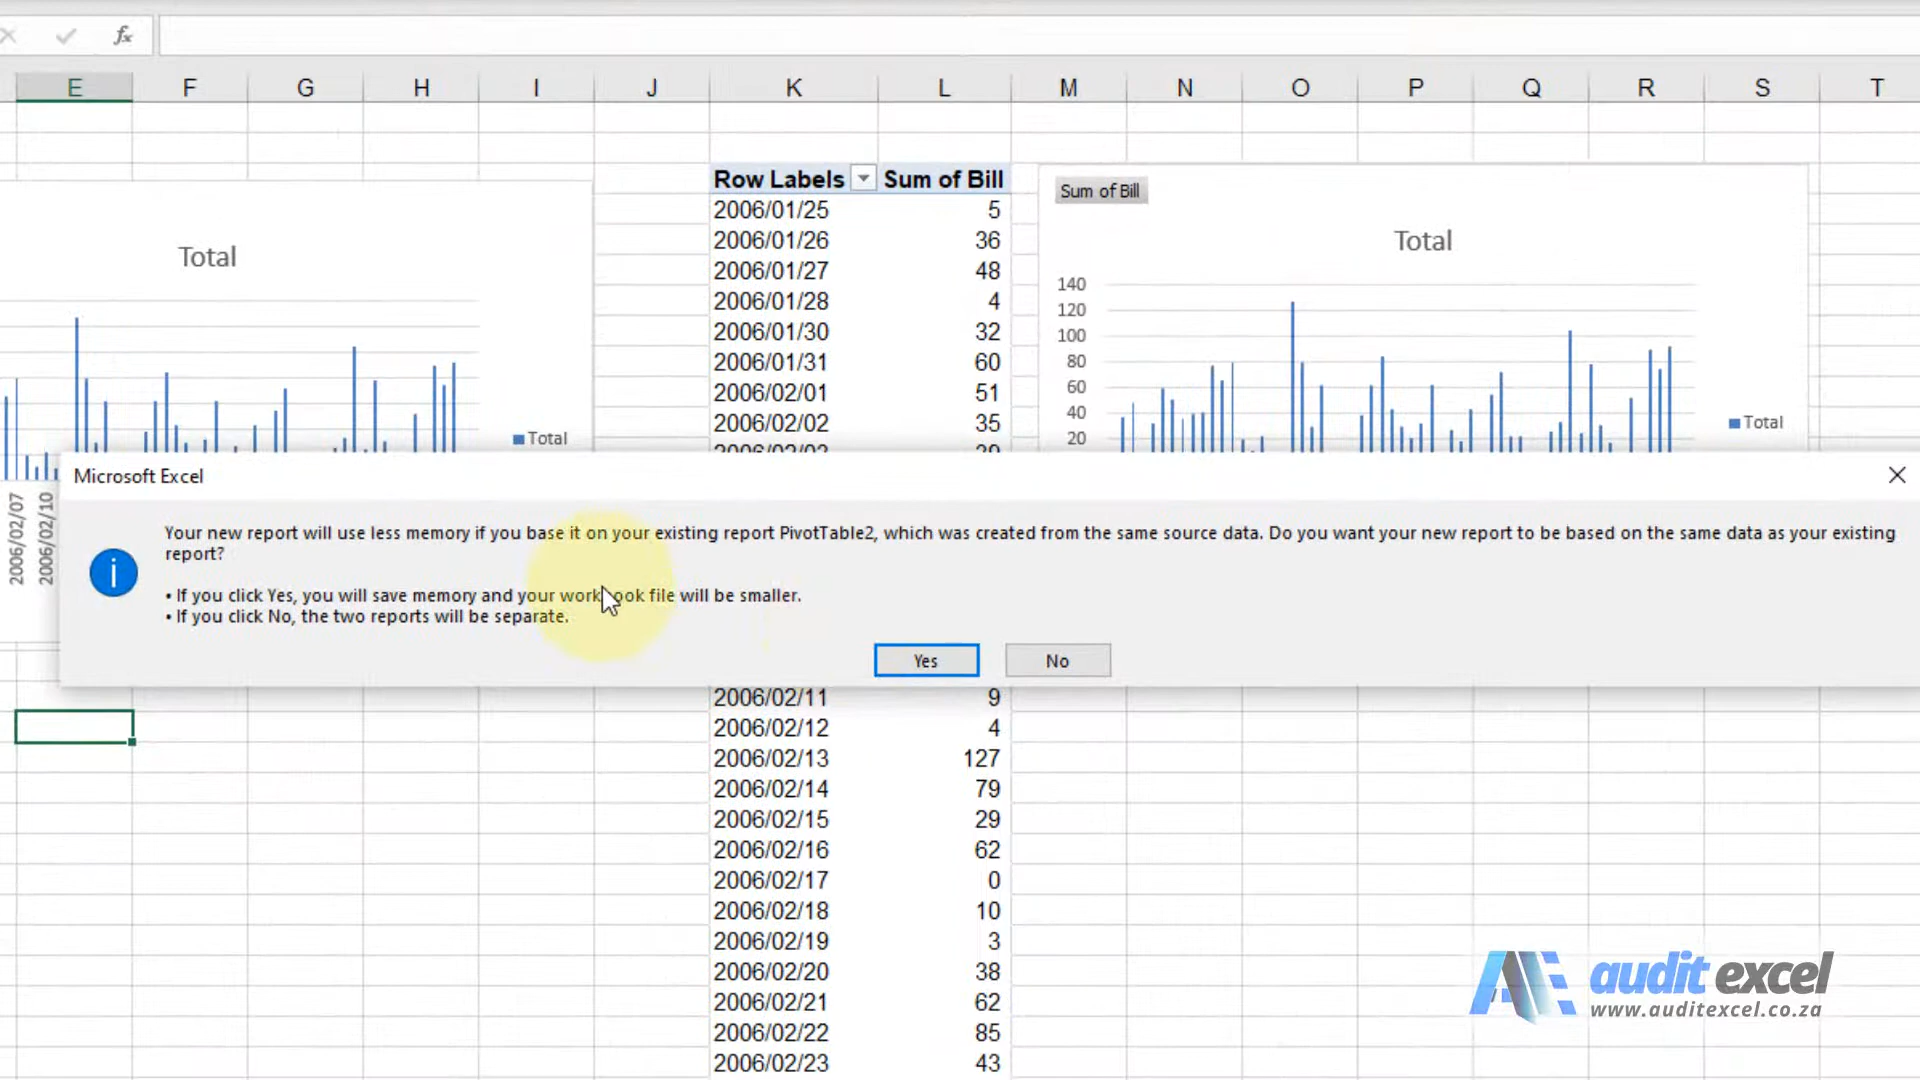 fx
E F G H I J K L M N O P Q R S T
Row Labels Sum of Bill
2006/01/25 5
2006/01/26 36
2006/01/27 48
2006/01/28 4
2006/01/30 32
2006/01/31 60
2006/02/01 51
2006/02/02 35
Total
Total
2006/02/07
2006/02/10
Sum of Bill
Total
140
120
100
80
60
40
20
Total
Microsoft Excel
Your new report will use less memory if you base it on your existing report PivotTable2, which was created from the same source data. Do you want your new report to be based on the same data as your existing
report?
• If you click Yes, you will save memory and your workbook file will be smaller.
• If you click No, the two reports will be separate.
Yes No
2006/02/11 9
2006/02/12 4
2006/02/13 127
2006/02/14 79
2006/02/15 29
2006/02/16 62
2006/02/17 0
2006/02/18 10
2006/02/19 3
2006/02/20 38
2006/02/21 62
2006/02/22 85
2006/02/23 43
AE audit excel
www.auditexcel.co.za